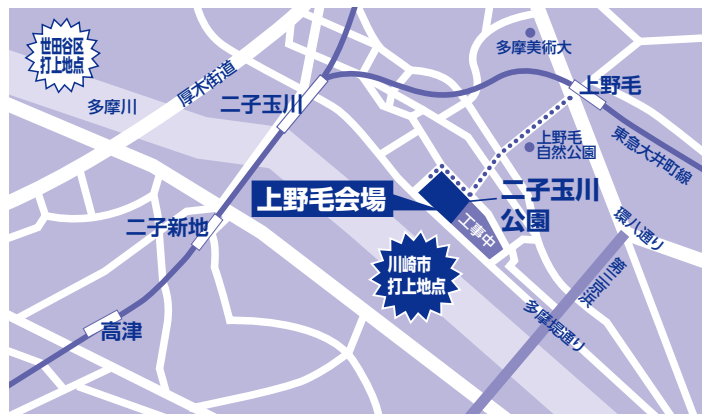 世田谷区
打上地点
多摩川
厚木街道
二子玉川
多摩美術大
上野毛
上野毛
自然公園
東急大井町線
上野毛会場
二子玉川
公園
工事中
環八通り
二子新地
川崎市
打上地点
第三京浜
多摩堤通り
高津